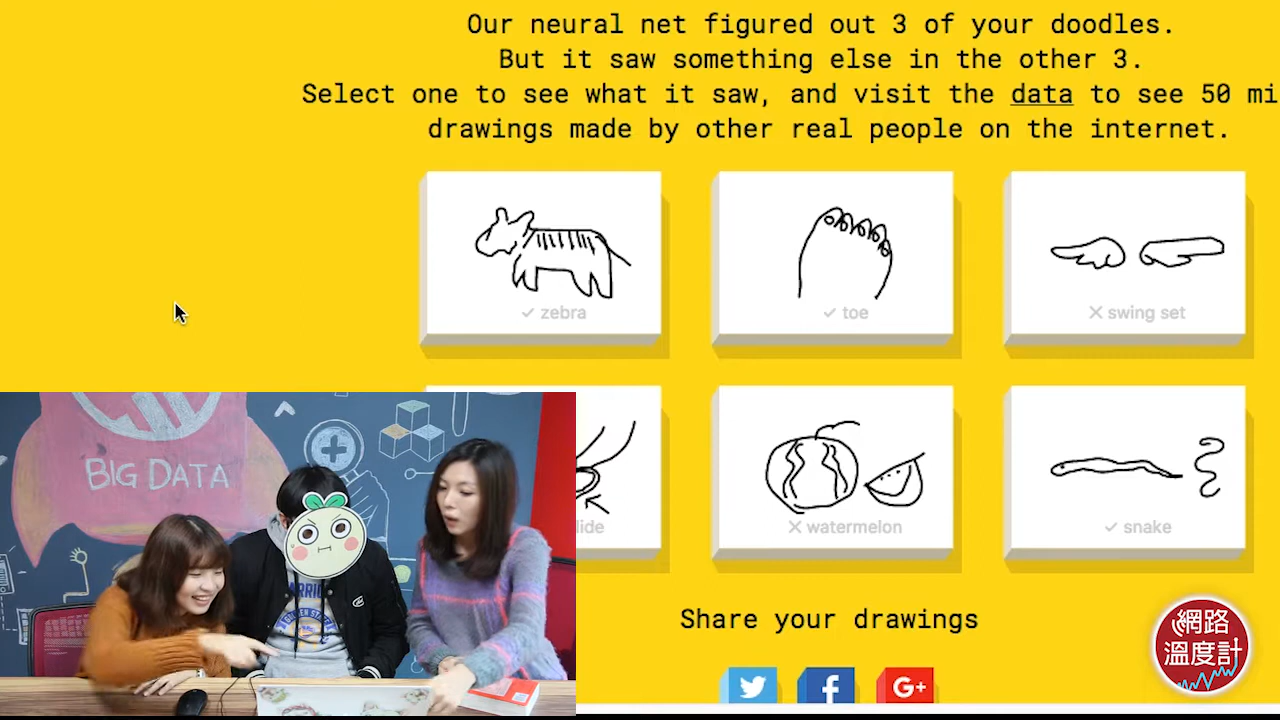 Our neural net figured out 3 of your doodles.
But it saw something else in the other 3.
Select one to see what it saw, and visit the data to see 50 mi
drawings made by other real people on the internet.
✓ zebra
✓ toe
✕ swing set
lide
✕ watermelon
✓ snake
BIG DATA
Share your drawings
G+
網路
溫度計